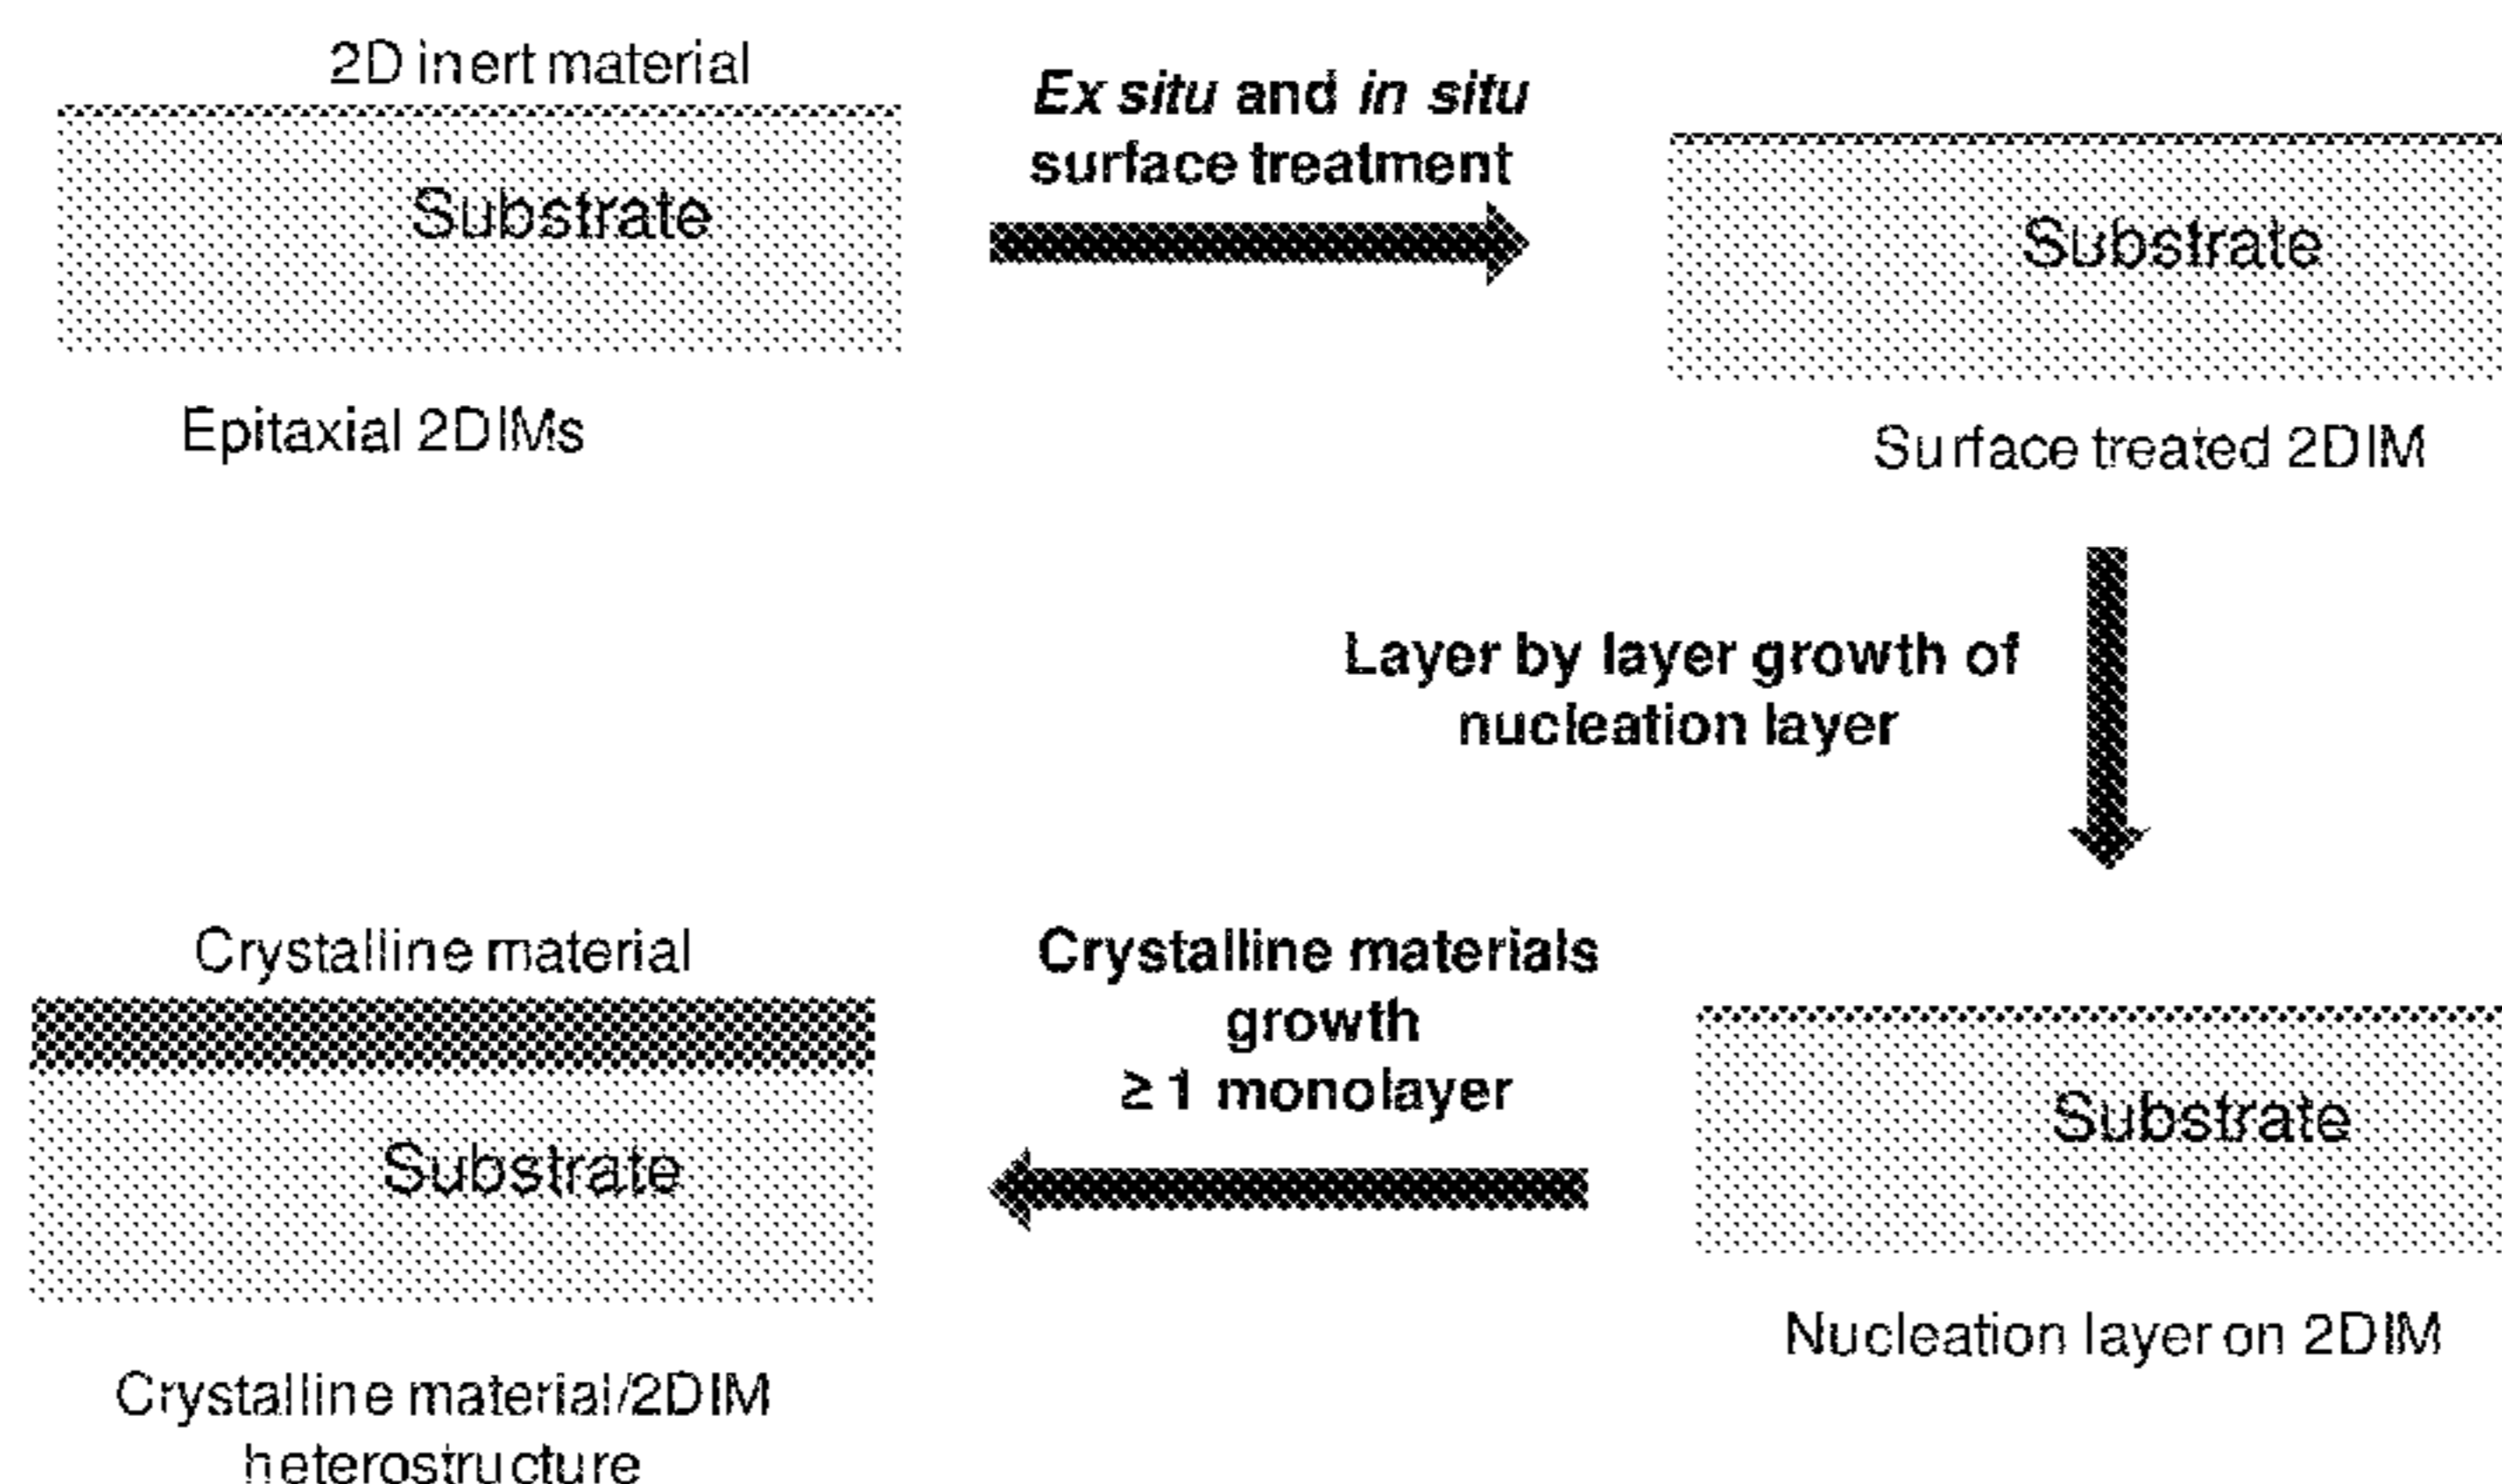 2D inert material
Substrate
Epitaxial 2DIMs
Ex situ and in situ
surface treatment
Substrate
Surface treated 2DIM
Layer by layer growth of
nucleation layer
Substrate
Nucleation layer on 2DIM
Crystalline materials
growth
≥ 1 monolayer
Crystalline material
Substrate
Crystalline material/2DIM
heterostructure